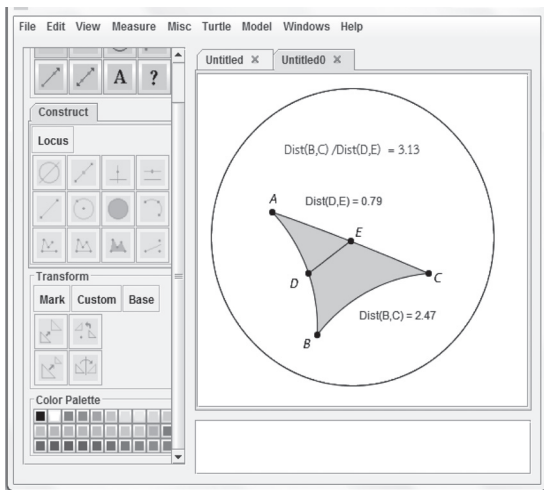 File Edit View Measure Misc Turtle Model Windows Help
Untitled × Untitled0 ×
A ?
Construct
Locus
Transform
Mark Custom Base
Color Palette
Dist(B,C) /Dist(D,E) = 3.13
A
Dist(D,E) = 0.79
E
D
C
Dist(B,C) = 2.47
B